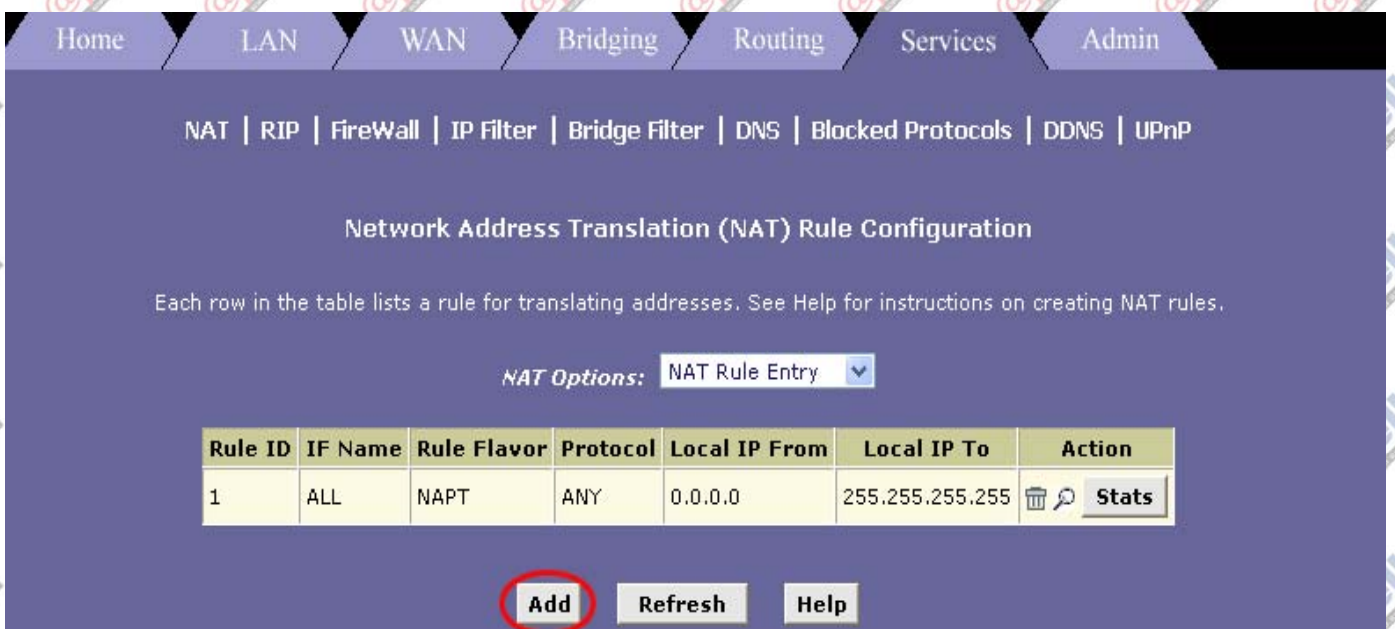 Home LAN WAN Bridging Routing Services Admin
NAT | RIP | FireWall | IP Filter | Bridge Filter | DNS | Blocked Protocols | DDNS | UPnP
Network Address Translation (NAT) Rule Configuration
Each row in the table lists a rule for translating addresses. See Help for instructions on creating NAT rules.
NAT Options: NAT Rule Entry
Rule ID IF Name Rule Flavor Protocol Local IP From Local IP To Action
1 ALL NAPT ANY 0.0.0.0 255.255.255.255 Stats
Add Refresh Help